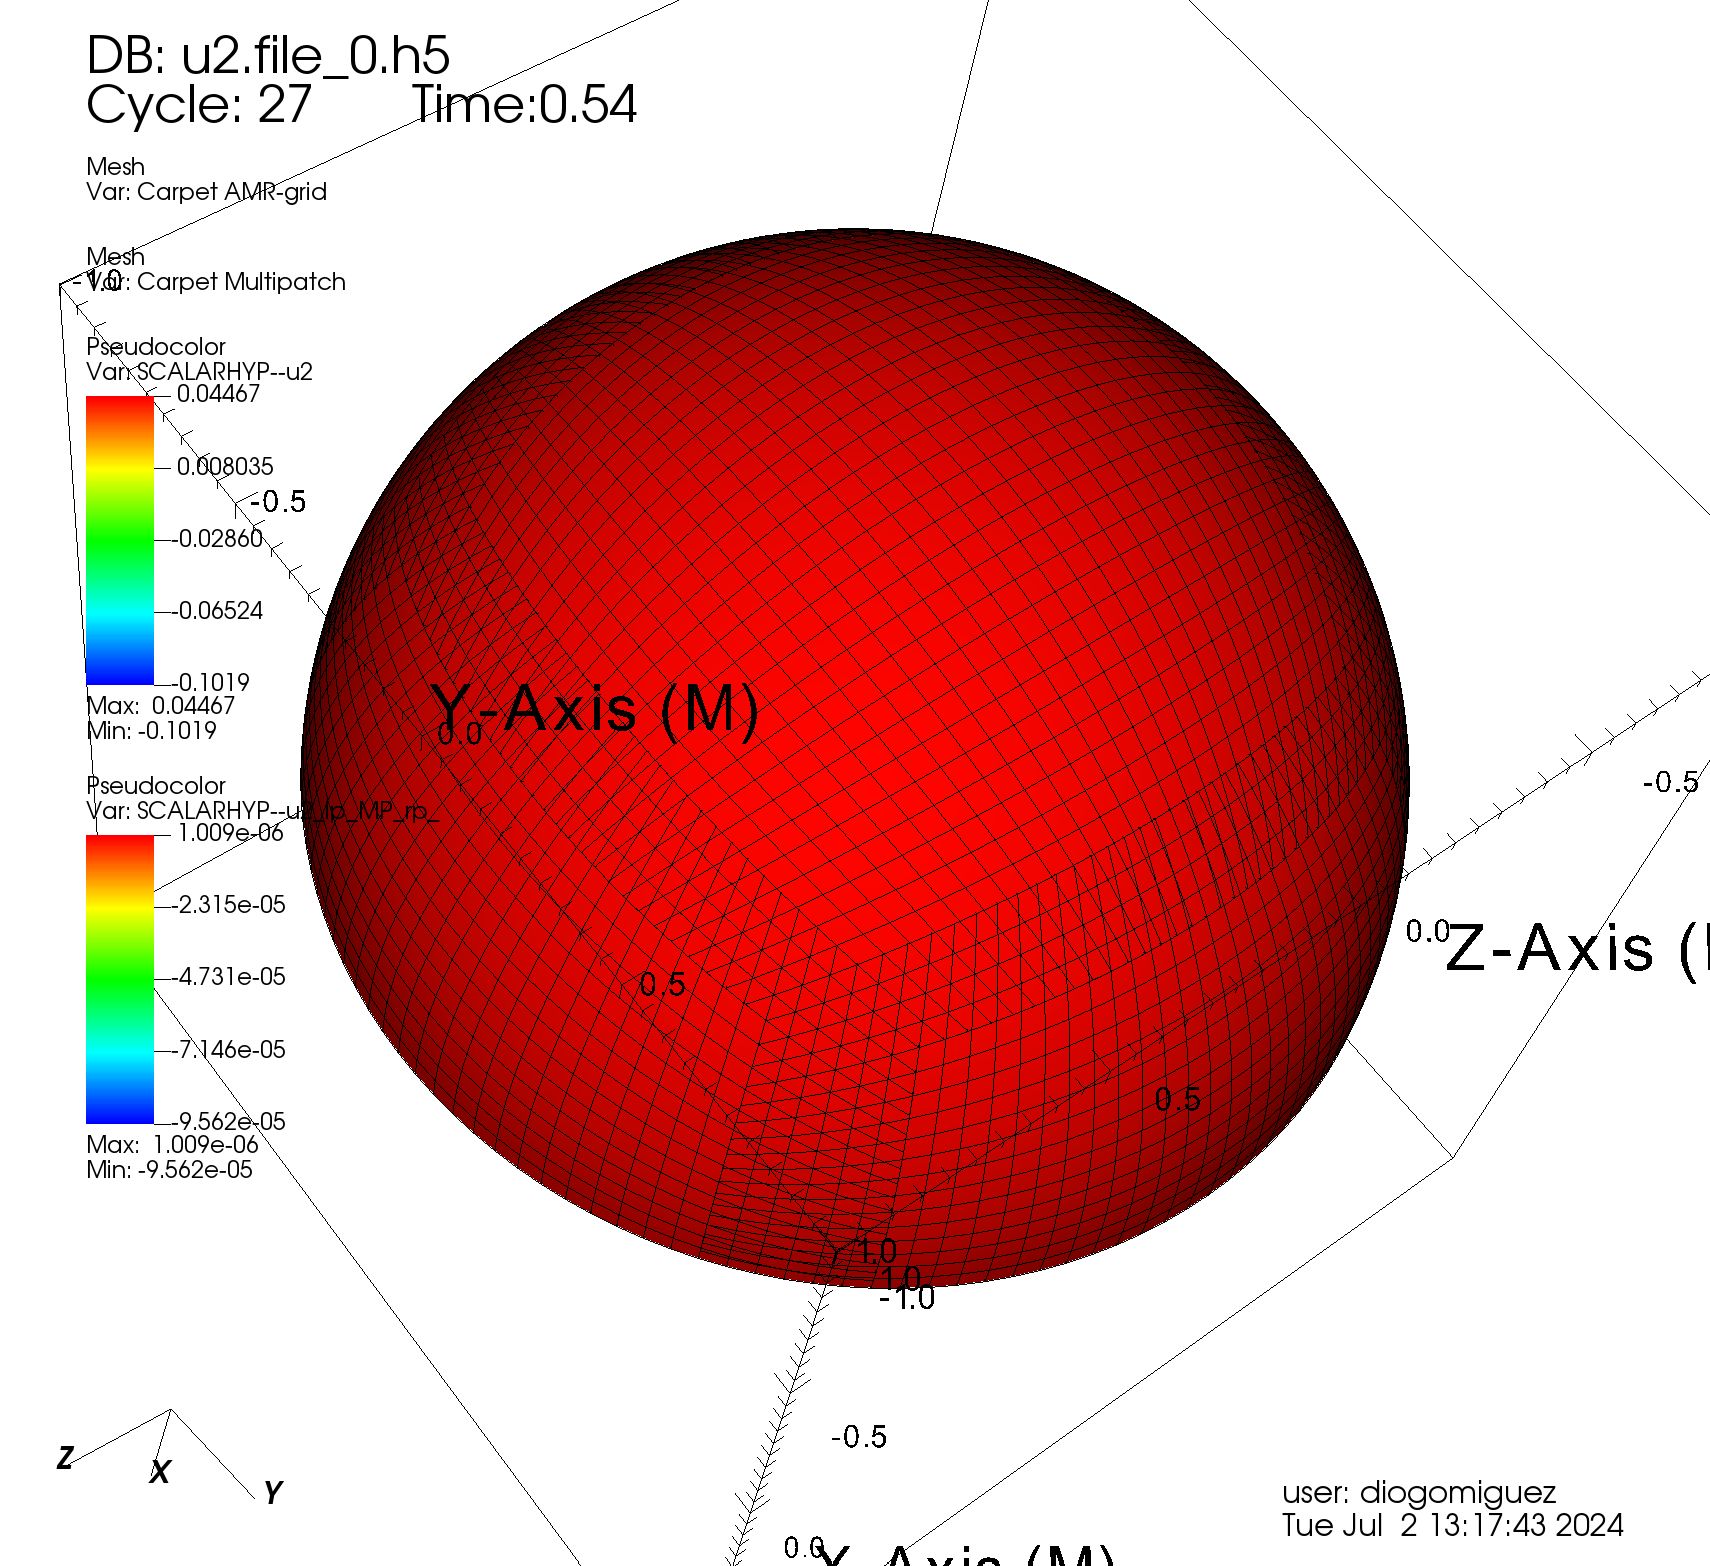 DB: u2.file_0.h5
Cycle: 27 Time:0.54
Mesh
Var: Carpet AMR-grid
Mesh
Var: Carpet Multipatch
-1.0
Pseudocolor
Var: SCALARHYP--u2
0.04467
0.008035
-0.5
-0.02860
-0.06524
-0.1019
Max: 0.04467
Min: -0.1019
Y-Axis (M)
0.0
Pseudocolor
Var: SCALARHYP--u2_lp_MP_rp_
1.009e-06
-2.315e-05
-4.731e-05
-7.146e-05
-9.562e-05
Max: 1.009e-06
Min: -9.562e-05
-0.5
0.0
Z-Axis (
0.5
0.5
1.0
1.0
-1.0
-0.5
0.0
X-Axis (M)
Z
X
Y
user: diogomiguez
Tue Jul 2 13:17:43 2024